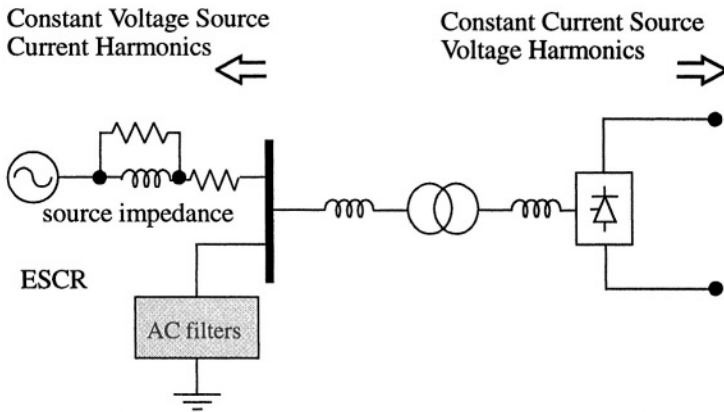 Constant Voltage Source
Current Harmonics
Constant Current Source
Voltage Harmonics
source impedance
ESCR
AC filters